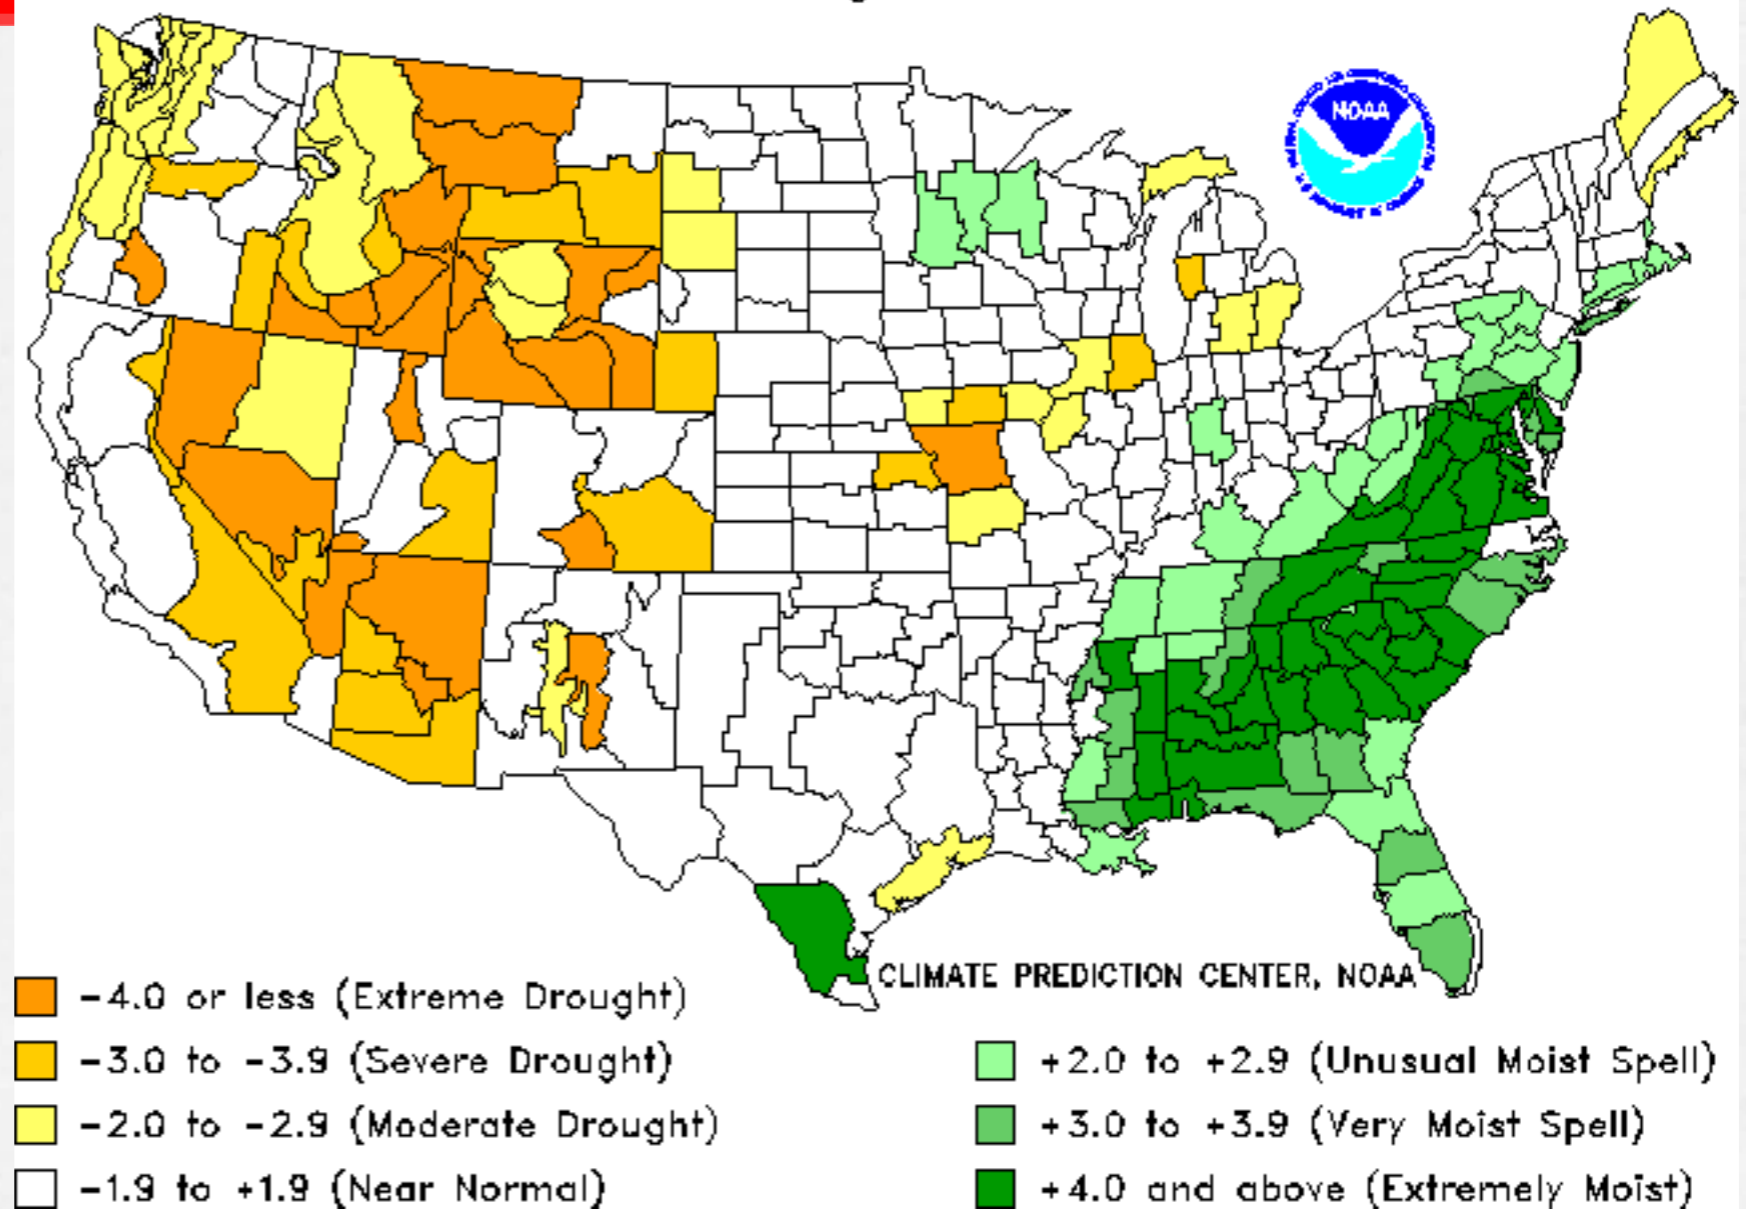 NOAA
CLIMATE PREDICTION CENTER, NOAA
-4.0 or less (Extreme Drought)
-3.0 to -3.9 (Severe Drought)
-2.0 to -2.9 (Moderate Drought)
-1.9 to +1.9 (Near Normal)
+2.0 to +2.9 (Unusual Moist Spell)
+3.0 to +3.9 (Very Moist Spell)
+4.0 and above (Extremely Moist)